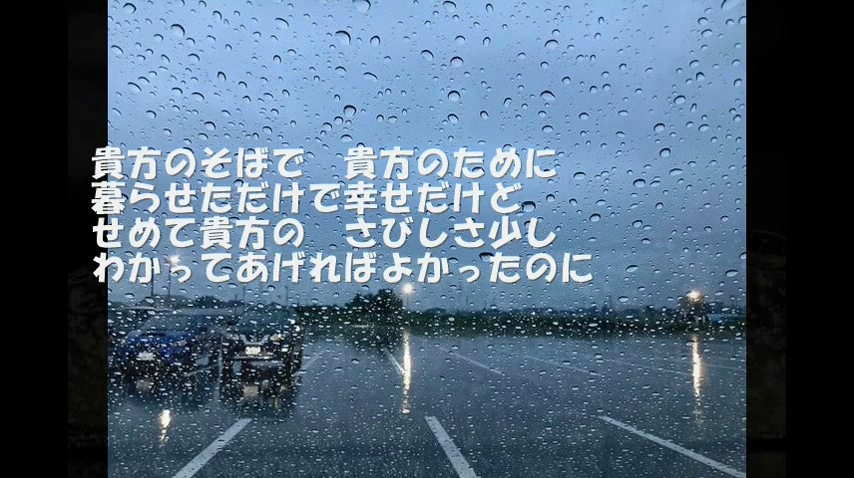 貴方のそばで　貴方のために
暮らせただけで幸せだけど
せめて貴方の　さびしさ少し
わかってあげればよかったのに